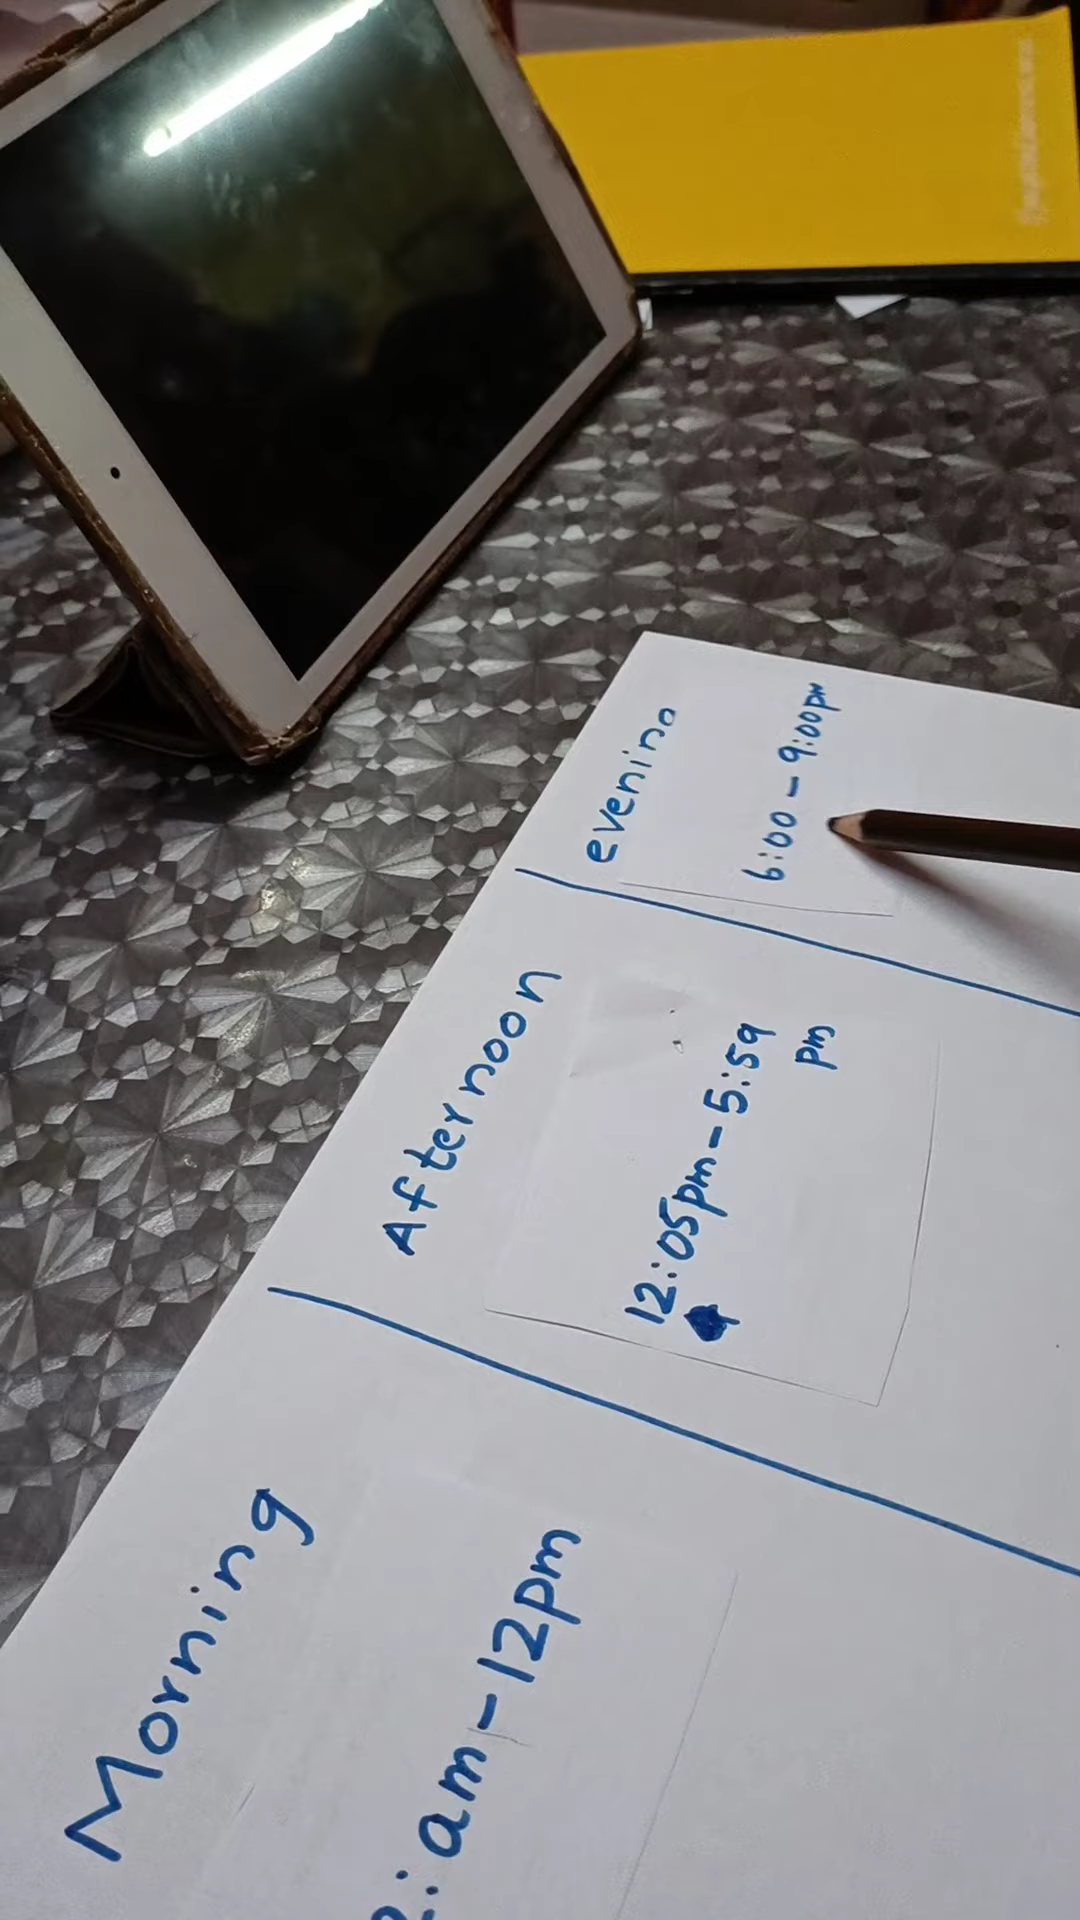 Morning
: am - 12pm
Afternoon
12:05pm - 5:59
pm
evening
6:00 - 9:00pm